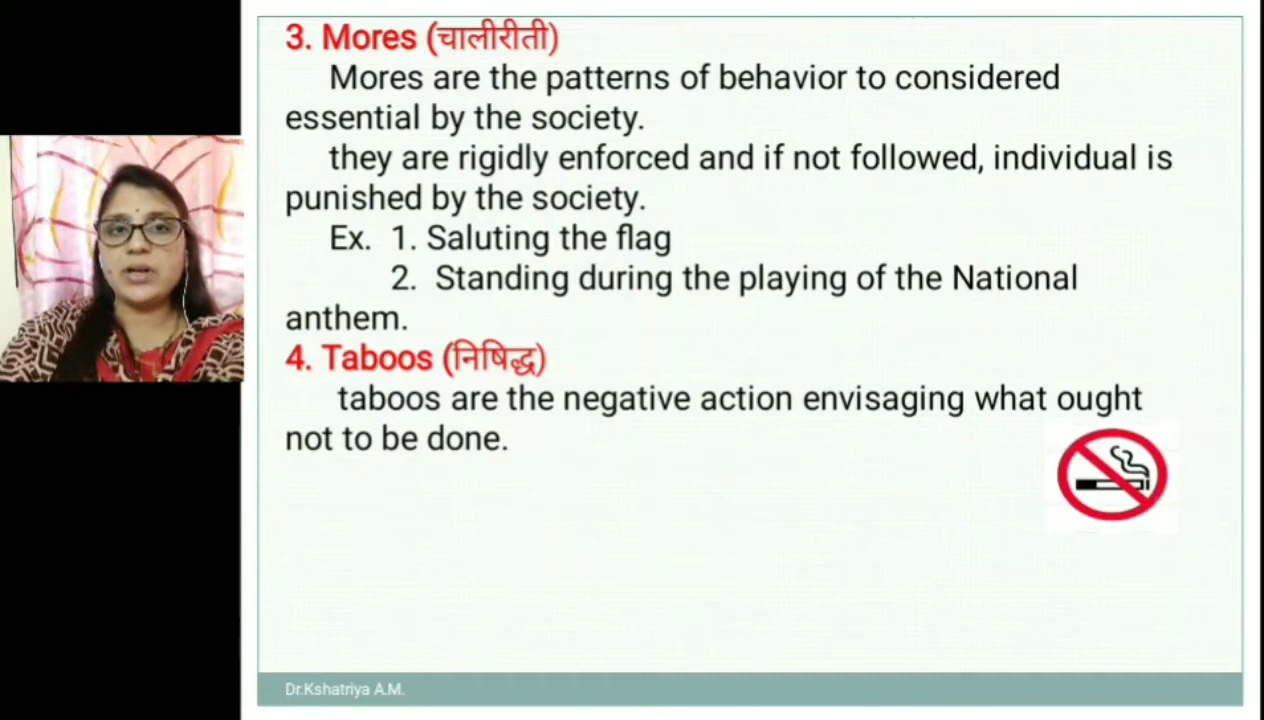 3. Mores (चालीरीती)
Mores are the patterns of behavior to considered
essential by the society.
they are rigidly enforced and if not followed, individual is
punished by the society.
Ex. 1. Saluting the flag
2. Standing during the playing of the National
anthem.
4. Taboos (निषिद्ध)
taboos are the negative action envisaging what ought
not to be done.
Dr.Kshatriya A.M.